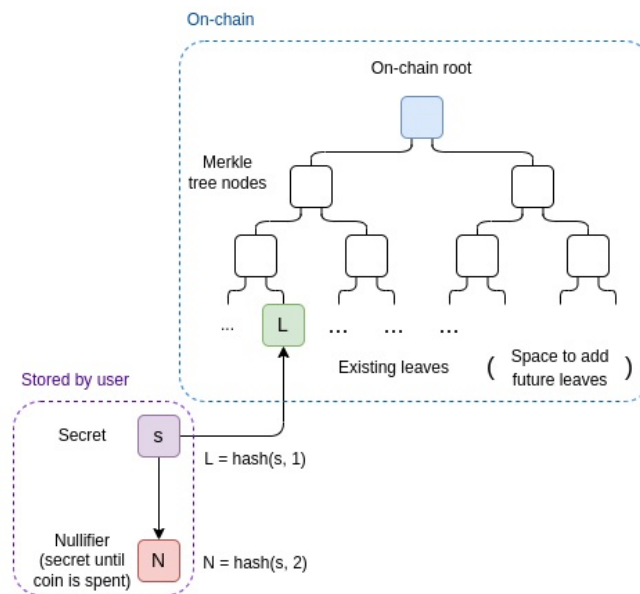 On-chain
On-chain root
Merkle
tree nodes
...
L
...
...
...
Existing leaves
( Space to add )
future leaves
Stored by user
Secret
s
L = hash(s, 1)
Nullifier
(secret until
coin is spent)
N
N = hash(s, 2)